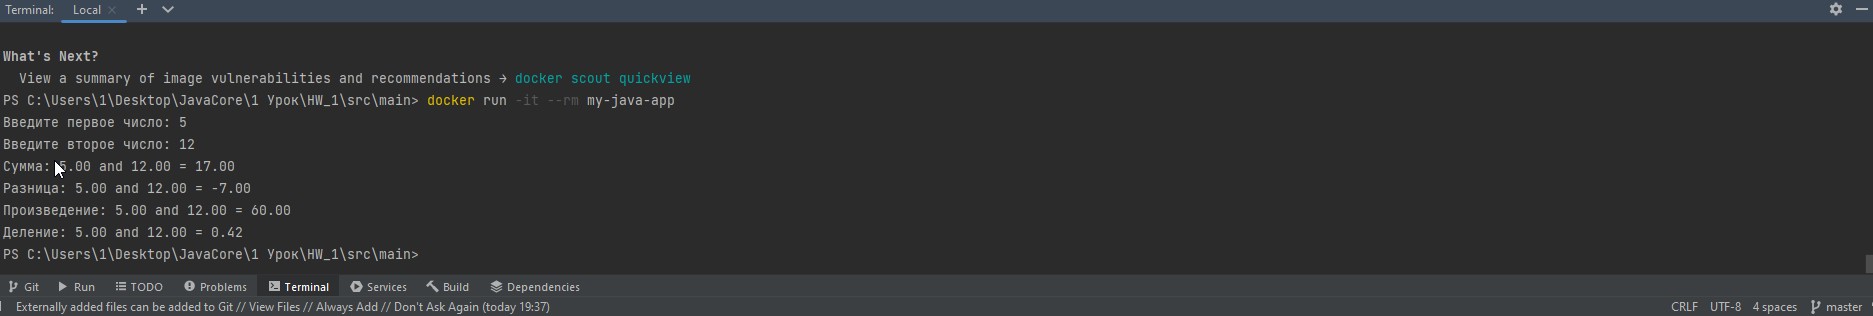 Terminal: Local
What's Next?
View a summary of image vulnerabilities and recommendations → docker scout quickview
PS C:\Users\1\Desktop\JavaCore\1 Урок\HW_1\src\main> docker run -it --rm my-java-app
Введите первое число: 5
Введите второе число: 12
Сумма: 5.00 and 12.00 = 17.00
Разница: 5.00 and 12.00 = -7.00
Произведение: 5.00 and 12.00 = 60.00
Деление: 5.00 and 12.00 = 0.42
PS C:\Users\1\Desktop\JavaCore\1 Урок\HW_1\src\main>
Git Run TODO Problems Terminal Services Build Dependencies
Externally added files can be added to Git // View Files // Always Add // Don't Ask Again (today 19:37) CRLF UTF-8 4 spaces master